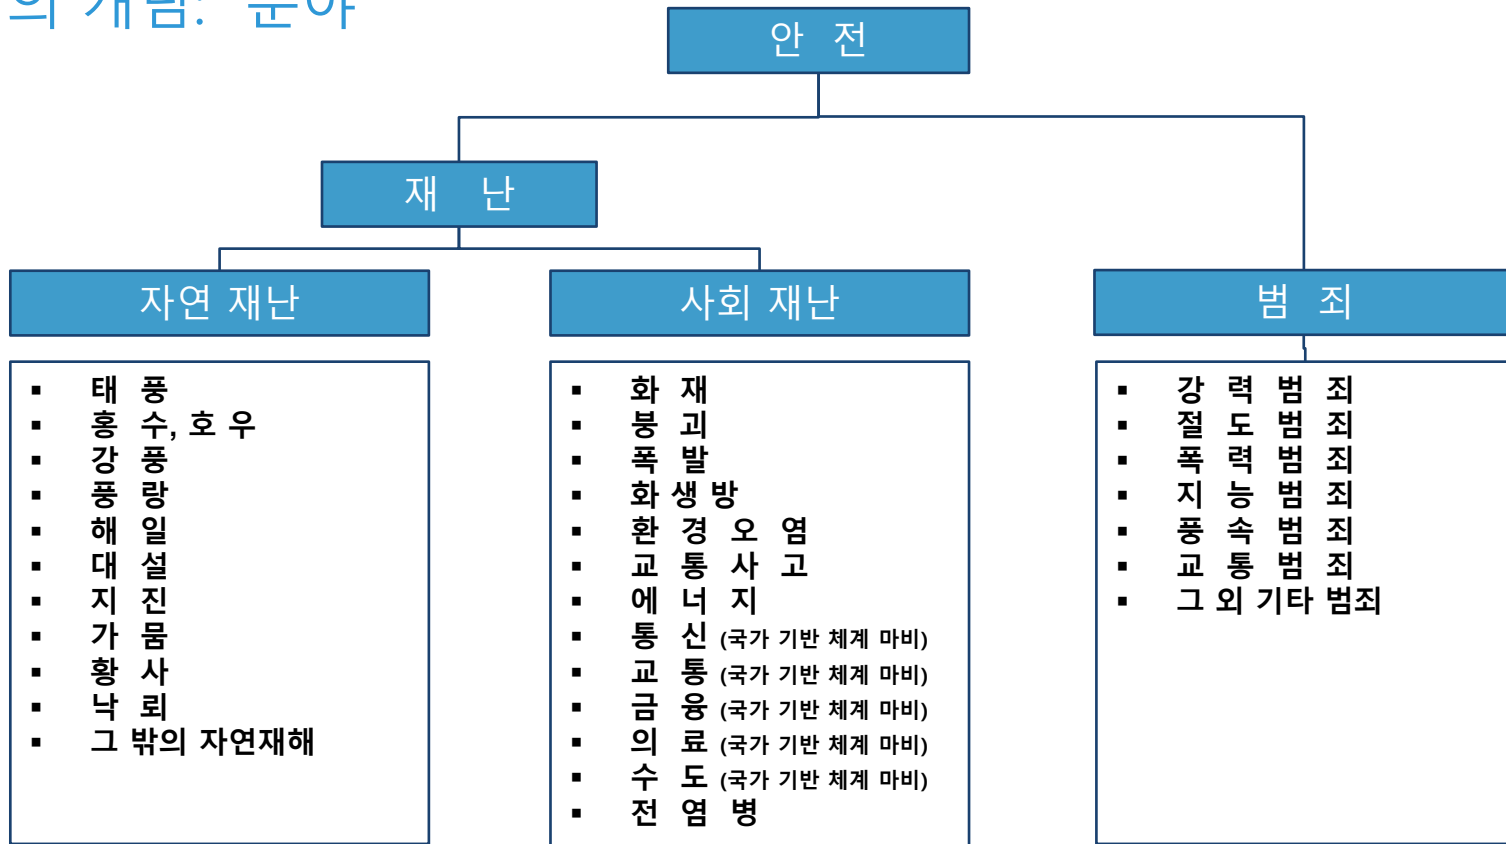 의 개념: 분야
안 전
재 난
자연 재난
사회 재난
범 죄
▪ 태 풍
▪ 홍 수, 호 우
▪ 강 풍
▪ 풍 랑
▪ 해 일
▪ 대 설
▪ 지 진
▪ 가 뭄
▪ 황 사
▪ 낙 뢰
▪ 그 밖의 자연재해
▪ 화 재
▪ 붕 괴
▪ 폭 발
▪ 화 생 방
▪ 환 경 오 염
▪ 교 통 사 고
▪ 에 너 지
▪ 통 신 (국가 기반 체계 마비)
▪ 교 통 (국가 기반 체계 마비)
▪ 금 융 (국가 기반 체계 마비)
▪ 의 료 (국가 기반 체계 마비)
▪ 수 도 (국가 기반 체계 마비)
▪ 전 염 병
▪ 강 력 범 죄
▪ 절 도 범 죄
▪ 폭 력 범 죄
▪ 지 능 범 죄
▪ 풍 속 범 죄
▪ 교 통 범 죄
▪ 그 외 기타 범죄